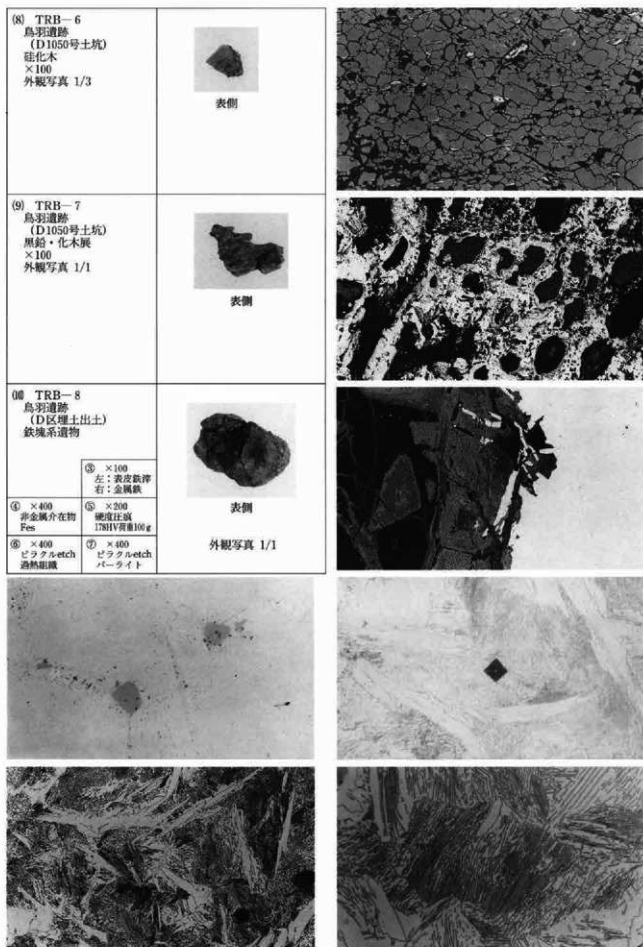 (8) TRB－6
鳥羽遺跡
（D1050号土坑）
硅化木
×100
外観写真 1/3
表側
(9) TRB－7
鳥羽遺跡
（D1050号土坑）
黒鉛・化木展
×100
外観写真 1/1
表側
(10) TRB－8
鳥羽遺跡
（D区埋土出土）
鉄塊系遺物
③ ×100
左：表皮鉄滓
右：金属鉄
④ ×400
非金属介在物
Fes
⑤ ×200
硬度圧痕
178HV荷重100g
⑥ ×400
ピラクルetch
過熱組織
⑦ ×400
ピラクルetch
パーライト
表側
外観写真 1/1